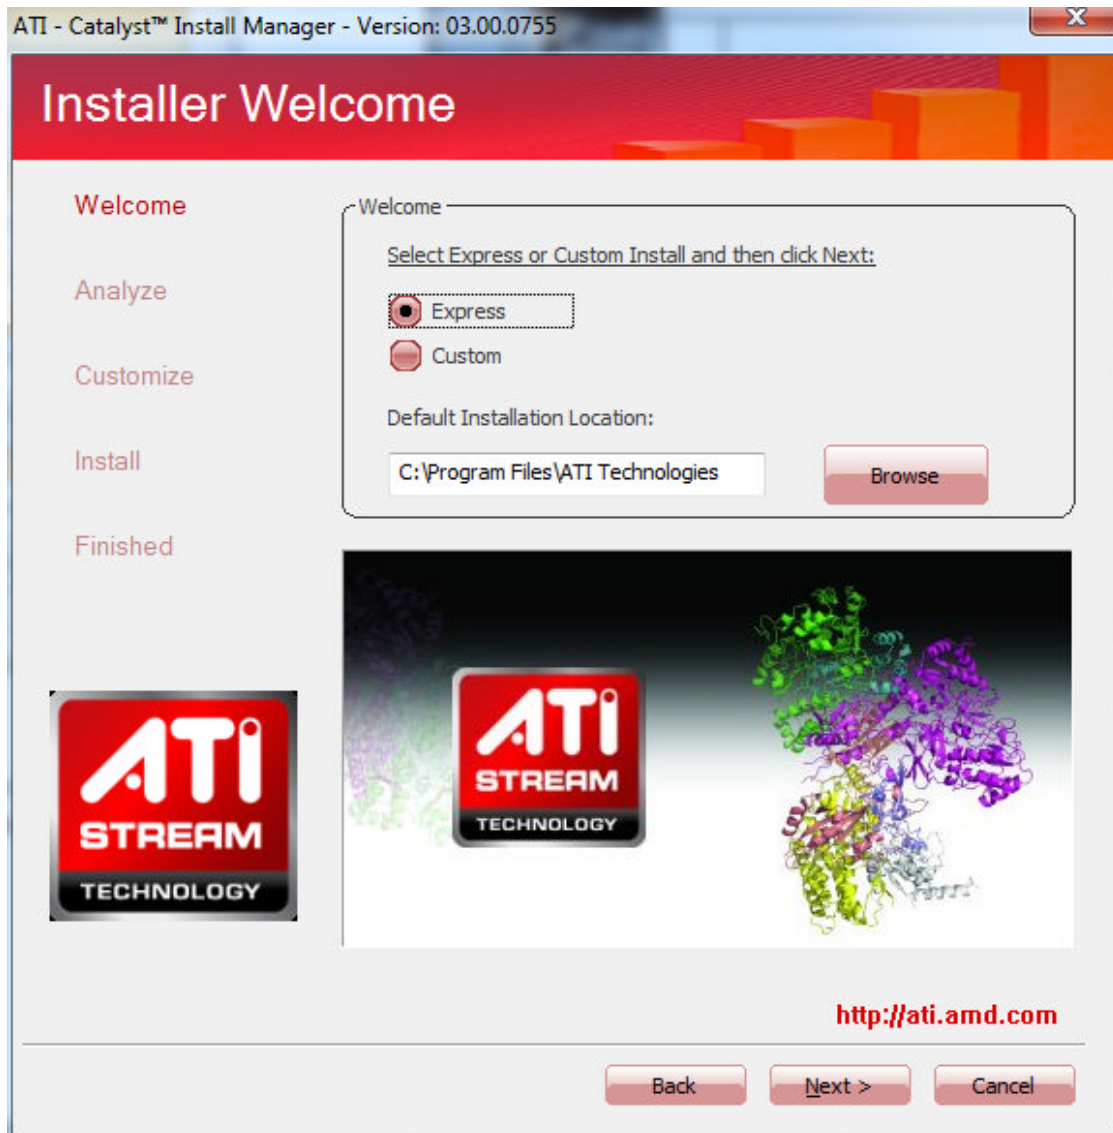 ATI - Catalyst™ Install Manager - Version: 03.00.0755
X
Installer Welcome
Welcome
Analyze
Customize
Install
Finished
Welcome
Select Express or Custom Install and then click Next:
Express
Custom
Default Installation Location:
C:\Program Files\ATI Technologies
Browse
ATI
STREAM
TECHNOLOGY
ATI
STREAM
TECHNOLOGY
http://ati.amd.com
Back
Next >
Cancel